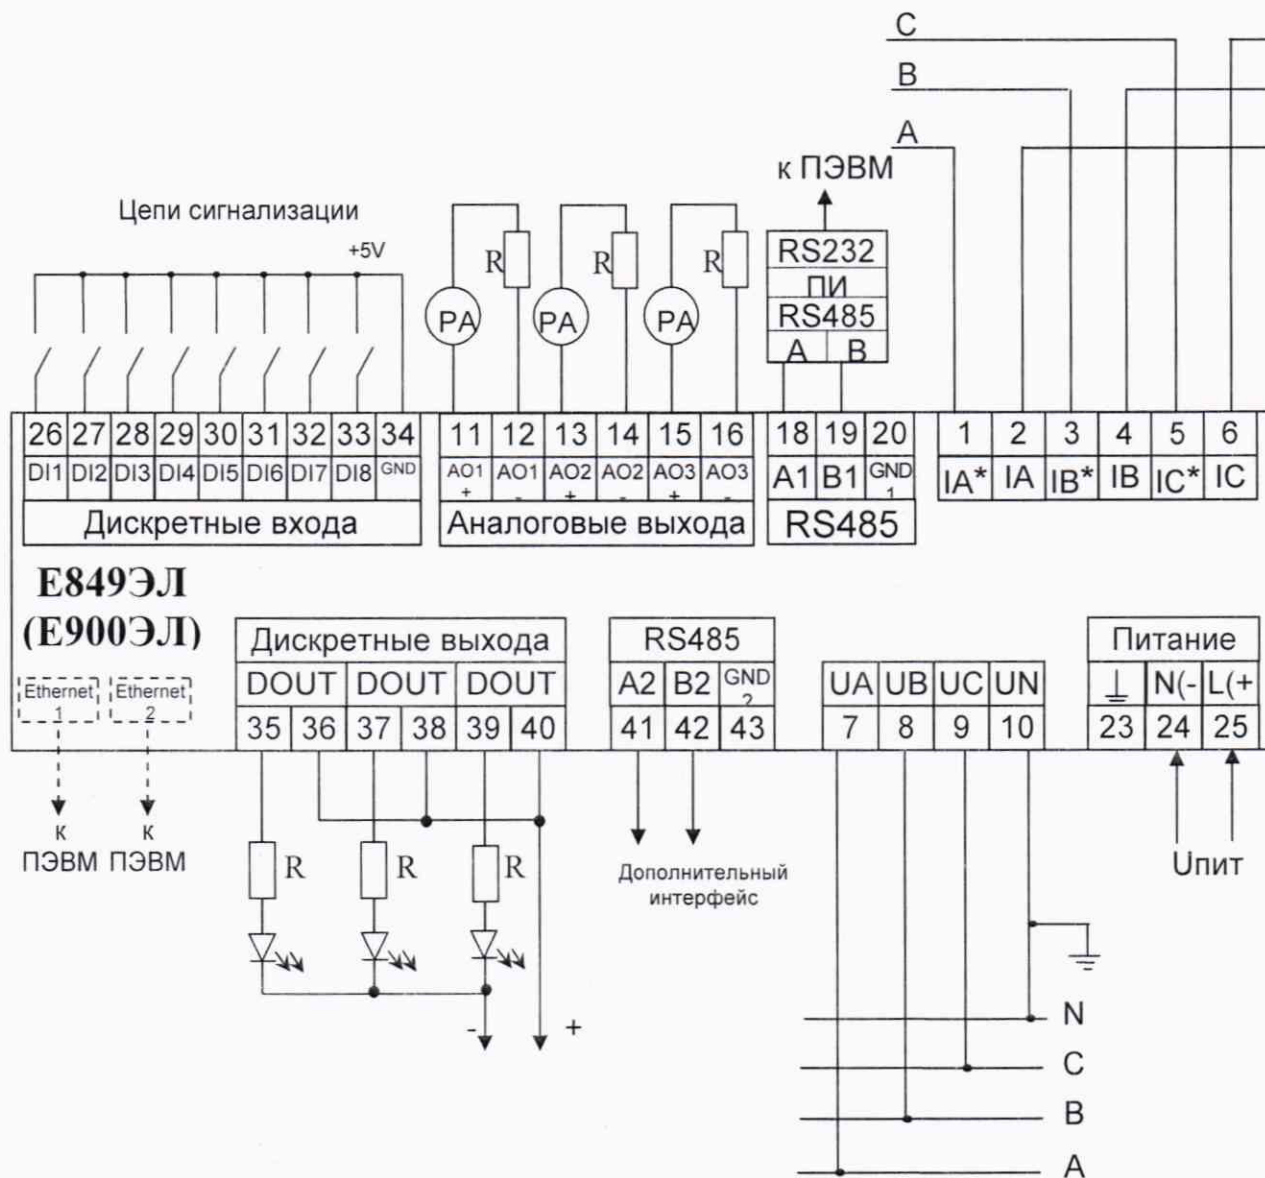 C
B
A
к ПЭВМ
Цепи сигнализации
+5V
R R R
PA PA PA
RS232
ПИ
RS485
A B
26 27 28 29 30 31 32 33 34
DI1 DI2 DI3 DI4 DI5 DI6 DI7 DI8 GND
Дискретные входа
11 12 13 14 15 16
AO1 + AO1 - AO2 + AO2 - AO3 + AO3 -
Аналоговые выхода
18 19 20
A1 B1 GND 1
RS485
1 2 3 4 5 6
IA* IA IB* IB IC* IC
Е849ЭЛ
(Е900ЭЛ)
Ethernet 1
Ethernet 2
к ПЭВМ
к ПЭВМ
Дискретные выхода
DOUT DOUT DOUT
35 36 37 38 39 40
R R R
- +
RS485
A2 B2 GND 2
41 42 43
Дополнительный
интерфейс
UA UB UC UN
7 8 9 10
Питание
N(- L(+
23 24 25
Uпит
N
C
B
A